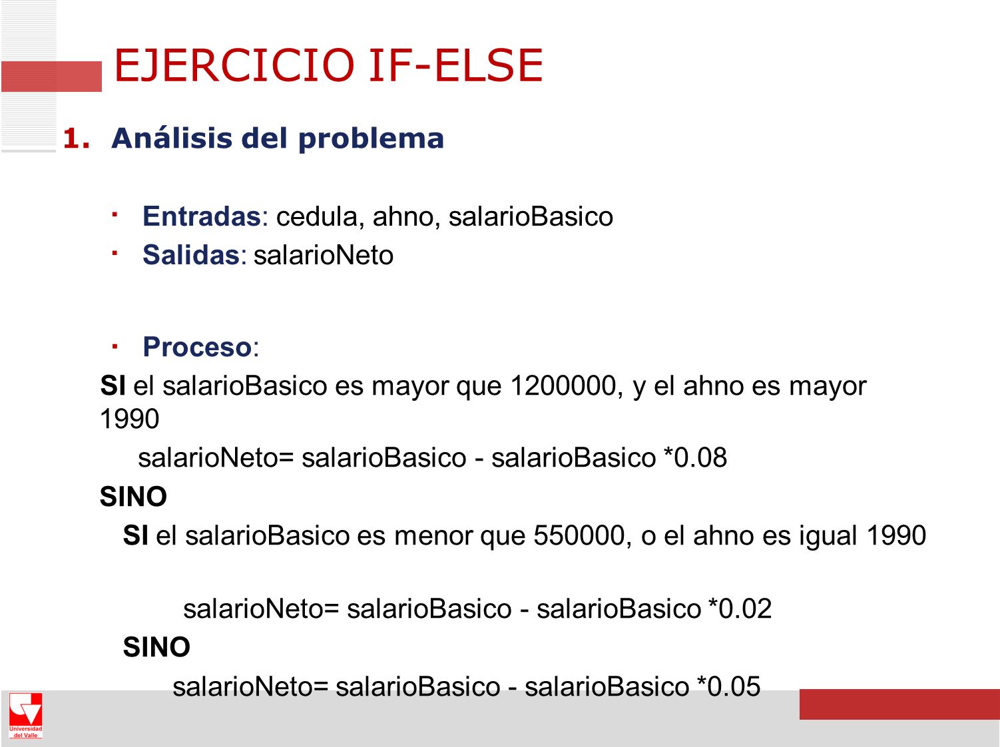 EJERCICIO IF-ELSE
1. Análisis del problema
▪ Entradas: cedula, ahno, salarioBasico
▪ Salidas: salarioNeto
▪ Proceso:
SI el salarioBasico es mayor que 1200000, y el ahno es mayor
1990
salarioNeto= salarioBasico - salarioBasico *0.08
SINO
SI el salarioBasico es menor que 550000, o el ahno es igual 1990
salarioNeto= salarioBasico - salarioBasico *0.02
SINO
salarioNeto= salarioBasico - salarioBasico *0.05
Universidad
del Valle